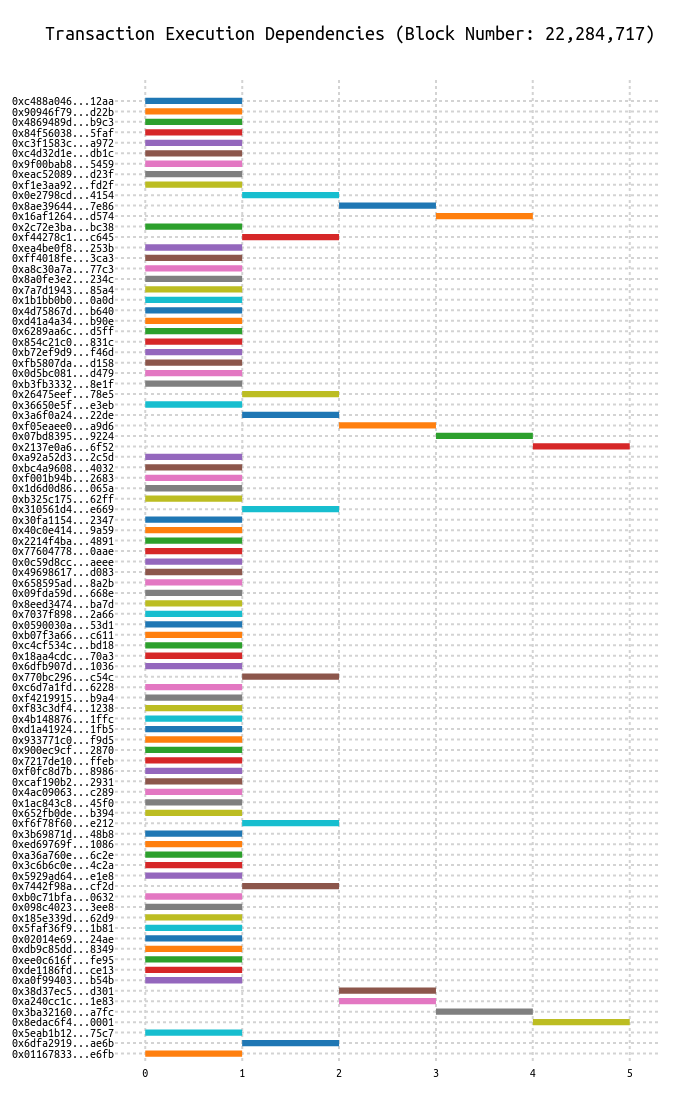 Transaction Execution Dependencies (Block Number: 22,284,717)
0xc488a046...12aa
0x90946f79...d22b
0x4869489d...b9c3
0x84f56038...5faf
0xc3f1583c...a972
0xc4d32d1e...db1c
0x9f00bab8...5459
0xeac52089...d23f
0xf1e3aa92...fd2f
0x0e2798cd...4154
0x8ae39644...7e86
0x16af1264...d574
0x2c72e3ba...bc38
0xf44278c1...c645
0xea4be0f8...253b
0xff4018fe...3ca3
0xa8c30a7a...77c3
0x8a0fe3e2...234c
0x7a7d1943...85a4
0x1b1bb0b0...0a0d
0x4d75867d...b640
0xd41a4a34...b90e
0x6289aa6c...d5ff
0x854c21c0...831c
0xb72ef9d9...f46d
0xfb5807da...d158
0x0d5bc081...d479
0xb3fb3332...8e1f
0x26475eef...78e5
0x36650e5f...e3eb
0x3a6f0a24...22de
0xf05eaee0...a9d6
0x07bd8395...9224
0x2137e0a6...6f52
0xa92a52d3...2c5d
0xbc4a9608...4032
0xf001b94b...2683
0x1d6d0d86...065a
0xb325c175...62ff
0x310561d4...e669
0x30fa1154...2347
0x40c0e414...9a59
0x2214f4ba...4891
0x77604778...0aae
0x0c59d8cc...aeee
0x49698617...d083
0x658595ad...8a2b
0x09fda59d...668e
0x8eed3474...ba7d
0x7037f898...2a66
0x0590030a...53d1
0xb07f3a66...c611
0xc4cf534c...bd18
0x18aa4cdc...70a3
0x6dfb907d...1036
0x770bc296...c54c
0xc6d7a1fd...6228
0xf4219915...b9a4
0xf83c3df4...1238
0x4b148876...1ffc
0xd1a41924...1fb5
0x933771c0...f9d5
0x900ec9cf...2870
0x7217de10...ffeb
0xf0fc8d7b...8986
0xcaf190b2...2931
0x4ac09063...c289
0x1ac843c8...45f0
0x652fb0de...b394
0xf6f78f60...e212
0x3b69871d...48b8
0xed69769f...1086
0xa36a760e...6c2e
0x3c6b6c0e...4c2a
0x5929ad64...e1e8
0x7442f98a...cf2d
0xb0c71bfa...0632
0x098c4023...3ee8
0x185e339d...62d9
0x5faf36f9...1b81
0x02014e69...24ae
0xdb9c85dd...8349
0xee0c616f...fe95
0xde1186fd...ce13
0xa0f99403...b54b
0x38d37ec5...d301
0xa240cc1c...1e83
0x3ba32160...a7fc
0x8edac6f4...0001
0x5eab1b12...75c7
0x6dfa2919...ae6b
0x01167833...e6fb
0 1 2 3 4 5